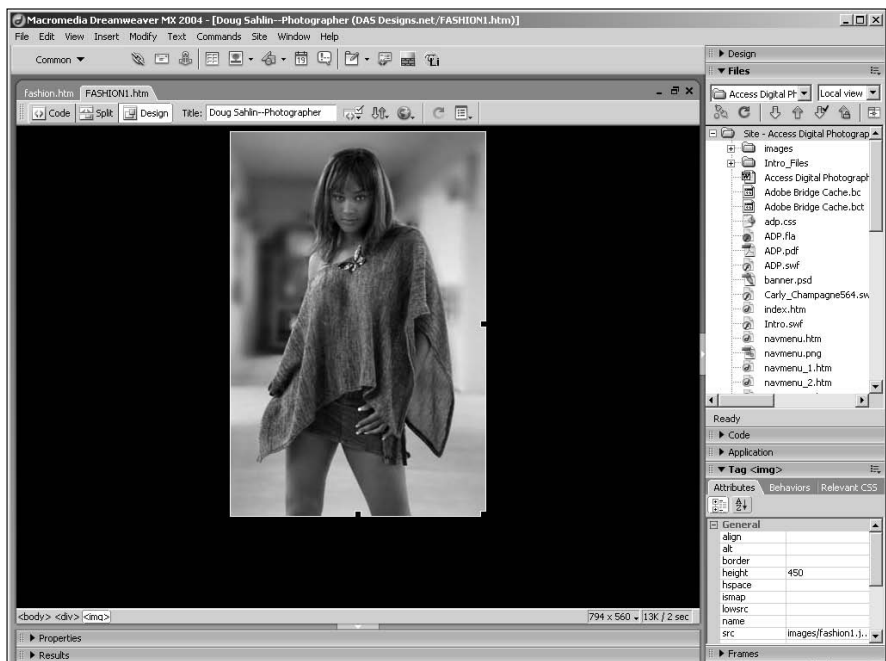 Macromedia Dreamweaver MX 2004 - [Doug Sahlin--Photographer (DAS Designs.net/FASHION1.htm)]
File Edit View Insert Modify Text Commands Site Window Help
Common
19
Design
Files
fashion.htm FASHION1.htm
Code Split Design Title: Doug Sahlin--Photographer
Access Digital Pr Local view
Site - Access Digital Photograp
images
Intro_Files
Access Digital Photograph
Adobe Bridge Cache.bc
Adobe Bridge Cache.bct
adp.css
ADP.fla
ADP.pdf
ADP.swf
banner.psd
Carly_Champagne564.sw
index.htm
Intro.swf
navmenu.htm
navmenu.png
navmenu_1.htm
navmenu_2.htm
Ready
Code
Application
Tag <img>
Attributes Behaviors Relevant CSS
General
align
alt
border
height 450
hspace
ismap
lowsrc
name
src images/fashion1.j..
<body> <div> <img> 794 x 560 13K / 2 sec
Properties
Results
Frames